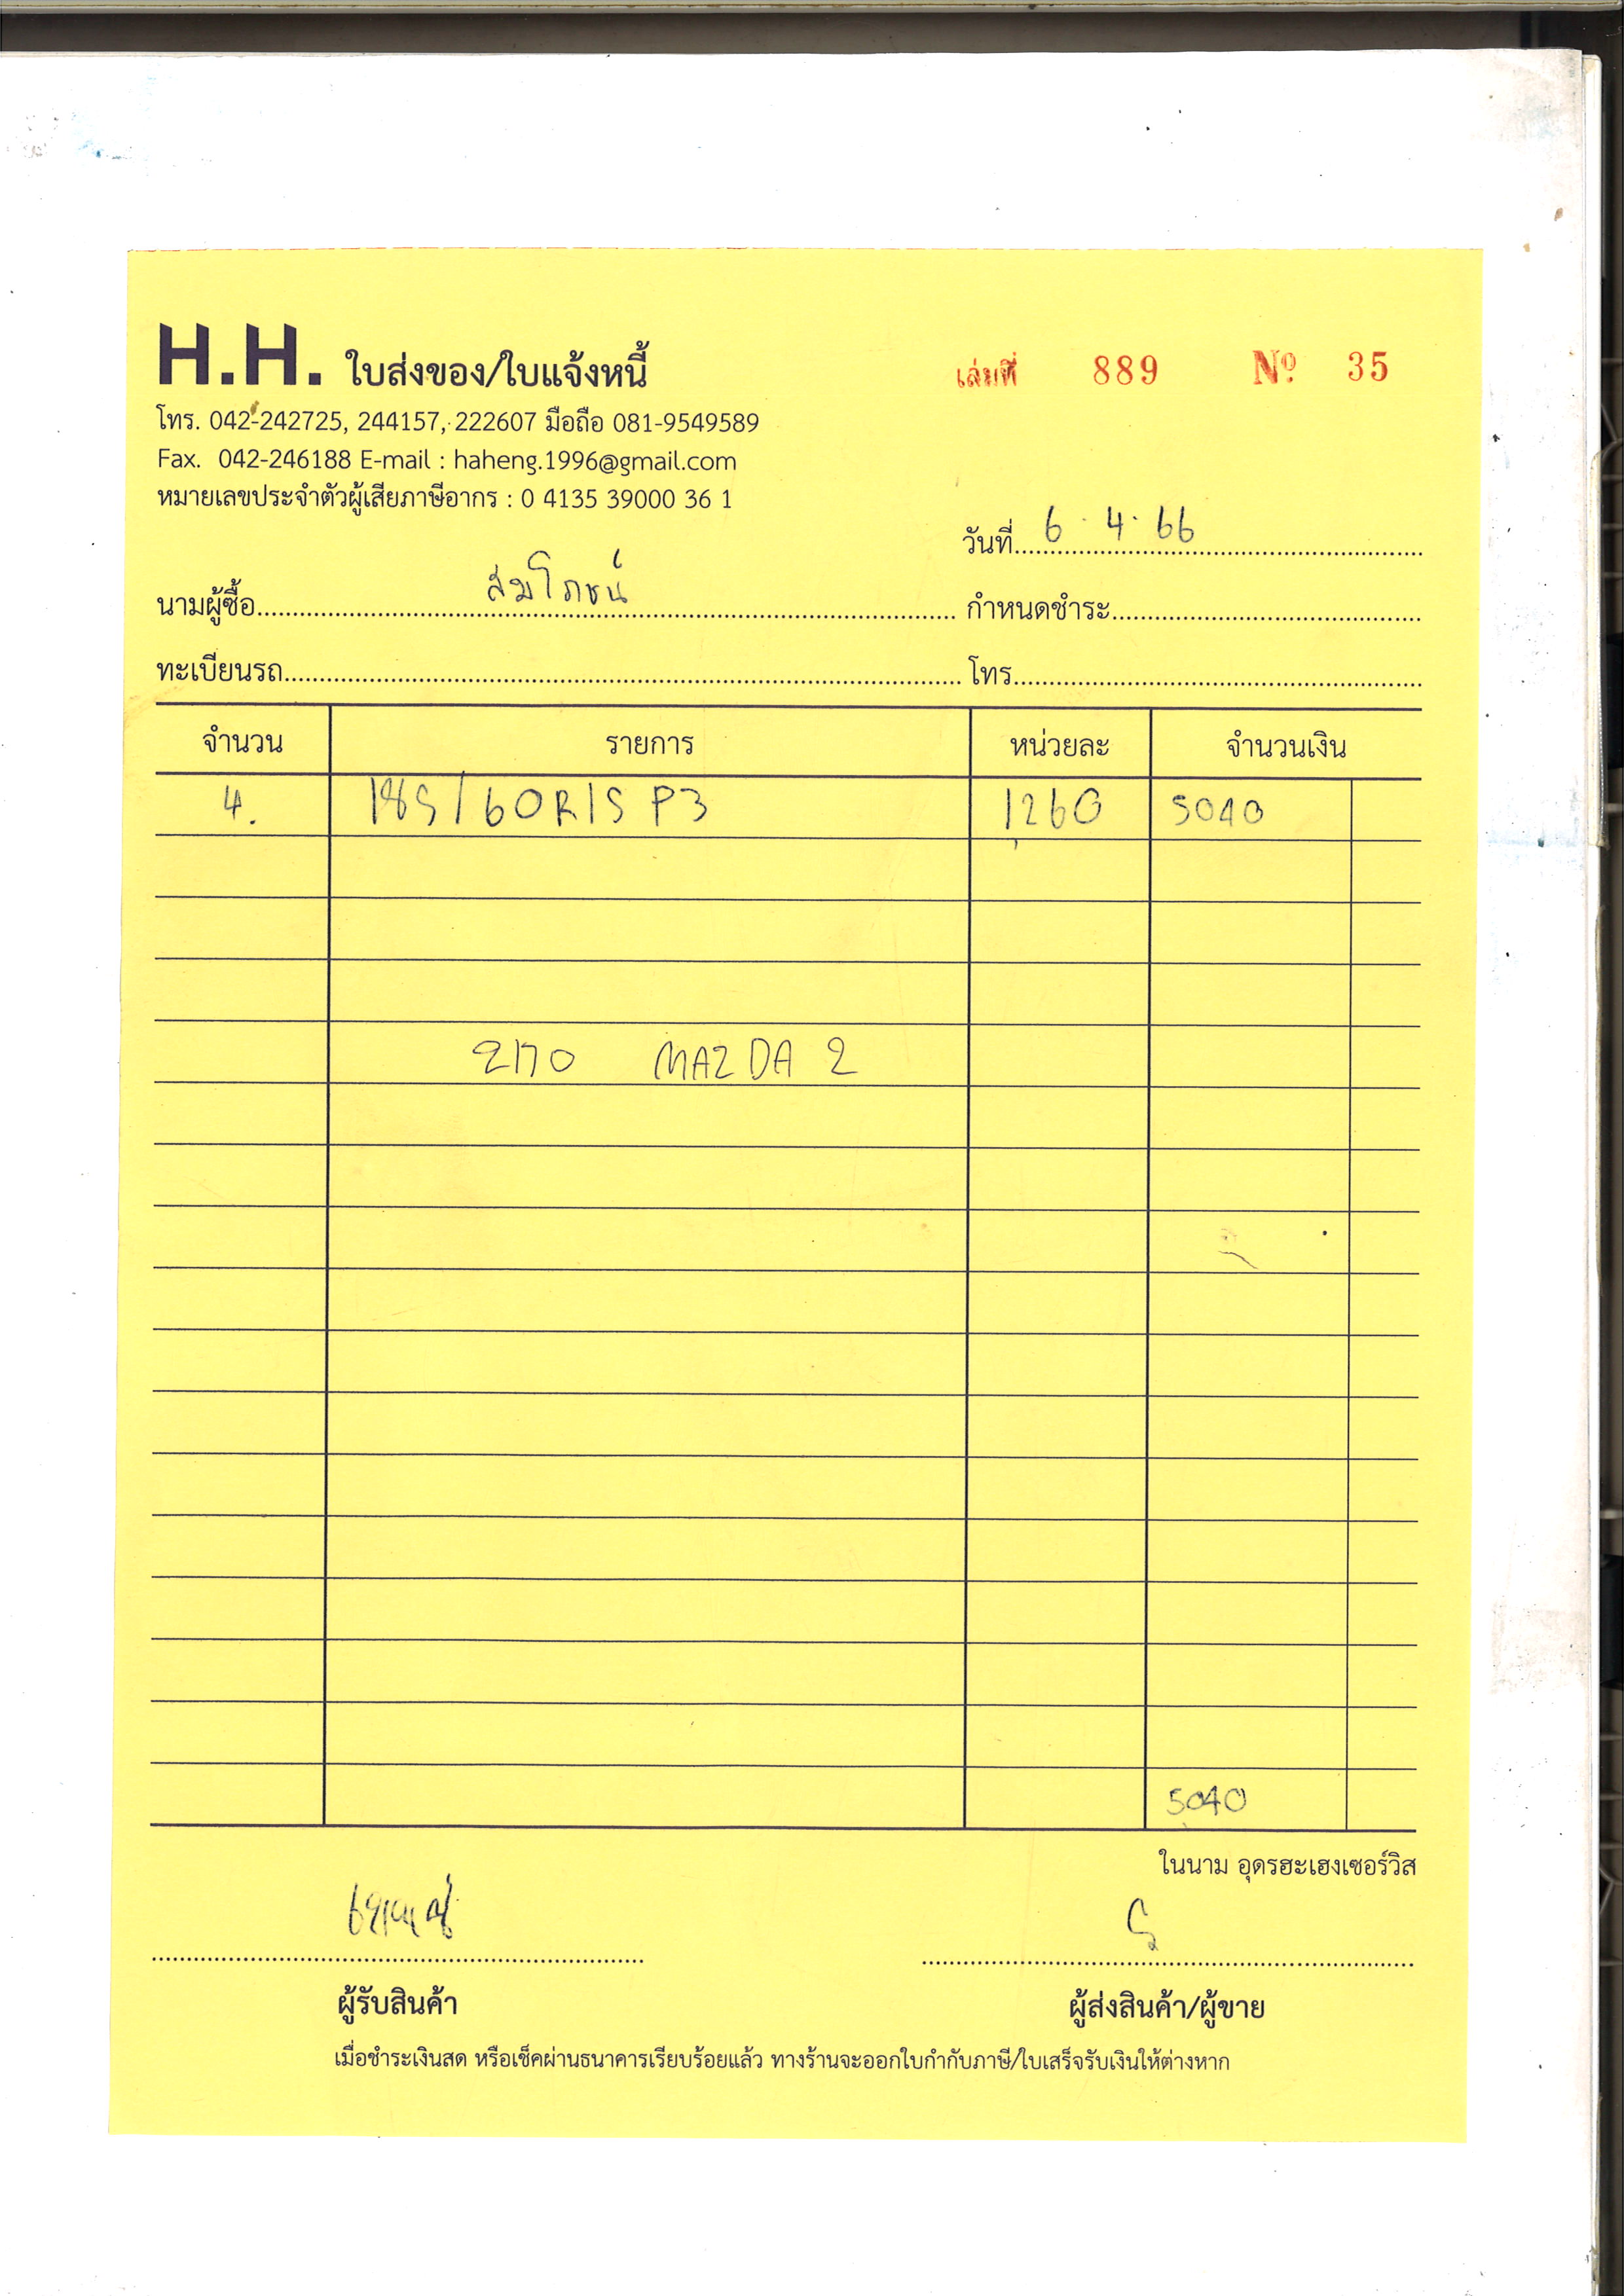 H.H. ใบส่งของ/ใบแจ้งหนี้ เล่มที่ 889 Nº 35
โทร. 042-242725, 244157, 222607 มือถือ 081-9549589
Fax. 042-246188 E-mail : haheng.1996@gmail.com
หมายเลขประจำตัวผู้เสียภาษีอากร : 0 4135 39000 36 1
วันที่ 6.4.66
นามผู้ซื้อ สมโภชน์ กำหนดชำระ
ทะเบียนรถ โทร
จำนวน รายการ หน่วยละ จำนวนเงิน
4. 185/60R15 P3 1260 5040
2170 MAZDA 2
5040
ในนาม อุดรฮะเฮงเซอร์วิส
ผู้รับสินค้า ผู้ส่งสินค้า/ผู้ขาย
เมื่อชำระเงินสด หรือเช็คผ่านธนาคารเรียบร้อยแล้ว ทางร้านจะออกใบกำกับภาษี/ใบเสร็จรับเงินให้ต่างหาก